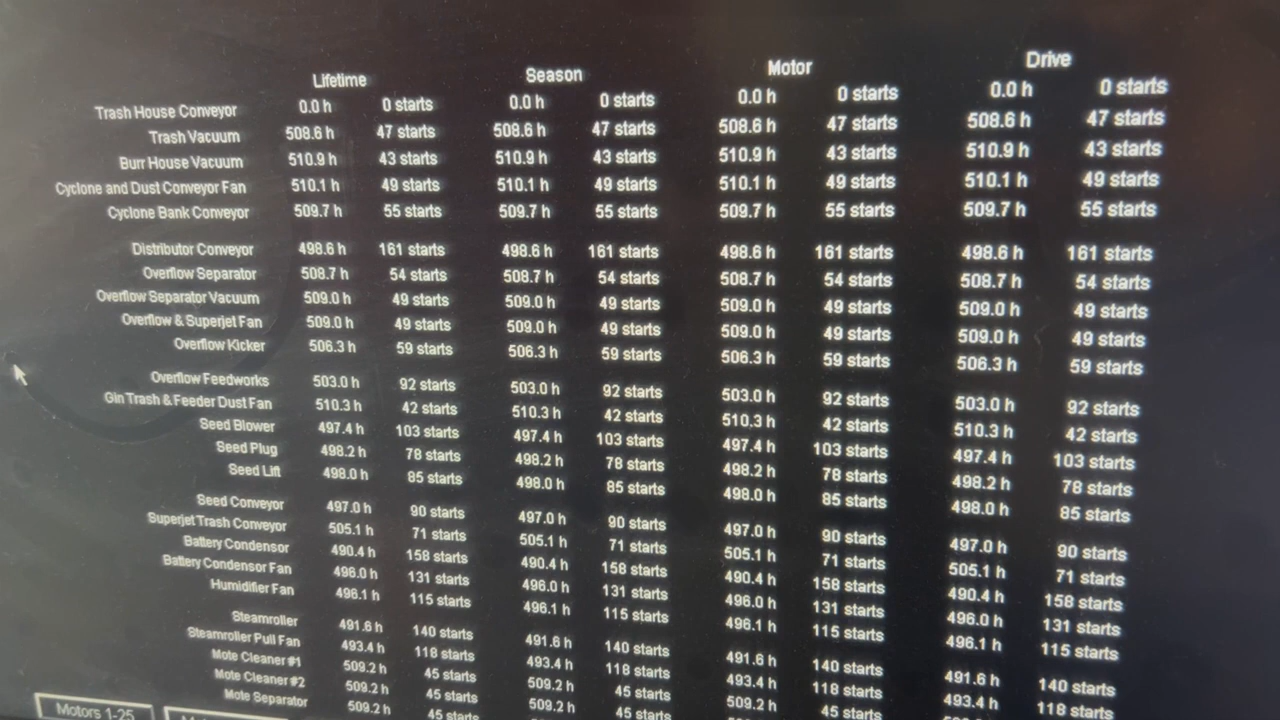 Lifetime Season Motor Drive
Trash House Conveyor 0.0 h 0 starts 0.0 h 0 starts 0.0 h 0 starts 0.0 h 0 starts
Trash Vacuum 508.6 h 47 starts 508.6 h 47 starts 508.6 h 47 starts 508.6 h 47 starts
Burr House Vacuum 510.9 h 43 starts 510.9 h 43 starts 510.9 h 43 starts 510.9 h 43 starts
Cyclone and Dust Conveyor Fan 510.1 h 49 starts 510.1 h 49 starts 510.1 h 49 starts 510.1 h 49 starts
Cyclone Bank Conveyor 509.7 h 55 starts 509.7 h 55 starts 509.7 h 55 starts 509.7 h 55 starts
Distributor Conveyor 498.6 h 161 starts 498.6 h 161 starts 498.6 h 161 starts 498.6 h 161 starts
Overflow Separator 508.7 h 54 starts 508.7 h 54 starts 508.7 h 54 starts 508.7 h 54 starts
Overflow Separator Vacuum 509.0 h 49 starts 509.0 h 49 starts 509.0 h 49 starts 509.0 h 49 starts
Overflow & Superjet Fan 509.0 h 49 starts 509.0 h 49 starts 509.0 h 49 starts 509.0 h 49 starts
Overflow Kicker 506.3 h 59 starts 506.3 h 59 starts 506.3 h 59 starts 506.3 h 59 starts
Overflow Feedworks 503.0 h 92 starts 503.0 h 92 starts 503.0 h 92 starts 503.0 h 92 starts
Gin Trash & Feeder Dust Fan 510.3 h 42 starts 510.3 h 42 starts 510.3 h 42 starts 510.3 h 42 starts
Seed Blower 497.4 h 103 starts 497.4 h 103 starts 497.4 h 103 starts 497.4 h 103 starts
Seed Plug 498.2 h 78 starts 498.2 h 78 starts 498.2 h 78 starts 498.2 h 78 starts
Seed Lift 498.0 h 85 starts 498.0 h 85 starts 498.0 h 85 starts 498.0 h 85 starts
Seed Conveyor 497.0 h 90 starts 497.0 h 90 starts 497.0 h 90 starts 497.0 h 90 starts
Superjet Trash Conveyor 505.1 h 71 starts 505.1 h 71 starts 505.1 h 71 starts 505.1 h 71 starts
Battery Condensor 490.4 h 158 starts 490.4 h 158 starts 490.4 h 158 starts 490.4 h 158 starts
Battery Condensor Fan 496.0 h 131 starts 496.0 h 131 starts 496.0 h 131 starts 496.0 h 131 starts
Humidifier Fan 496.1 h 115 starts 496.1 h 115 starts 496.1 h 115 starts 496.1 h 115 starts
Steamroller 491.6 h 140 starts 491.6 h 140 starts 491.6 h 140 starts 491.6 h 140 starts
Steamroller Pull Fan 493.4 h 118 starts 493.4 h 118 starts 493.4 h 118 starts 493.4 h 118 starts
Mote Cleaner #1 509.2 h 45 starts 509.2 h 45 starts 45 starts
Mote Cleaner #2 509.2 h 45 starts 509.2 h 45 starts
Mote Separator 509.2 h 45 starts
Motors 1-25